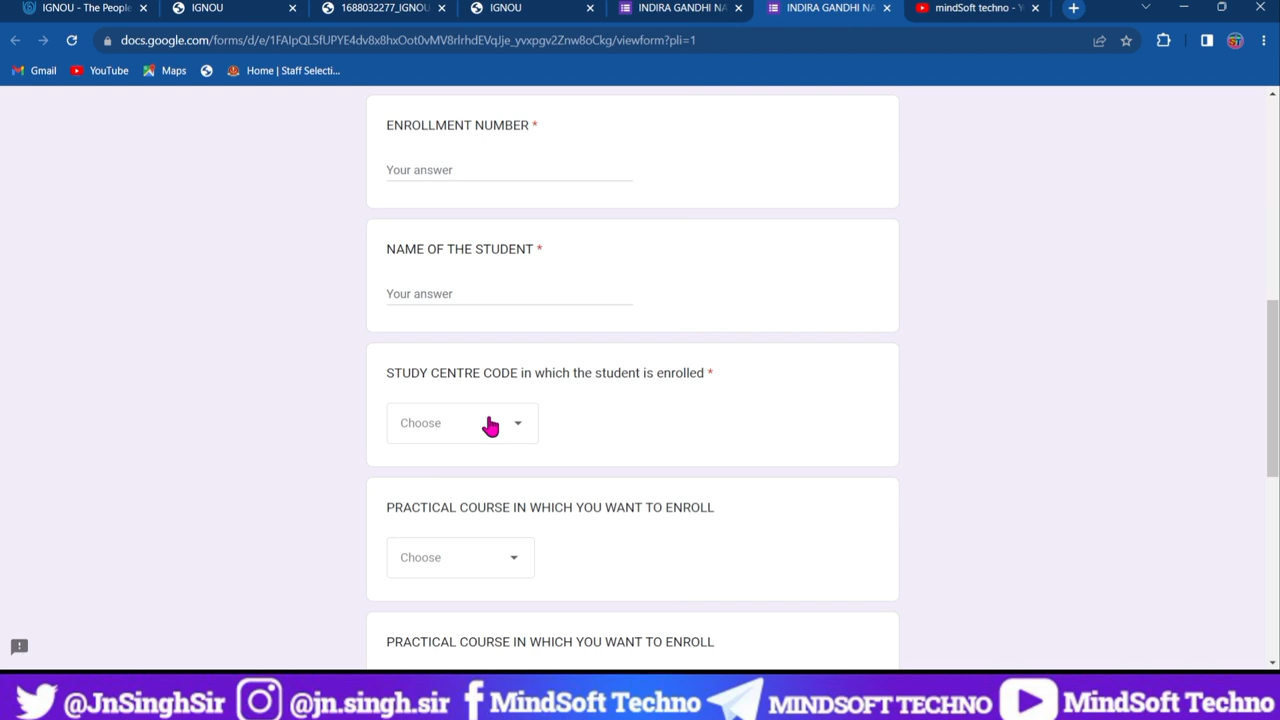 IGNOU - The People
IGNOU
1688032277_IGNOU
IGNOU
INDIRA GANDHI NA
INDIRA GANDHI NA
mindSoft techno - Y
docs.google.com/forms/d/e/1FAIpQLSfUPYE4dv8x8hxOot0vMV8rlrhdEVqJje_yvxpgv2Znw8oCkg/viewform?pli=1
Gmail
YouTube
Maps
Home | Staff Selecti...
ENROLLMENT NUMBER *
Your answer
NAME OF THE STUDENT *
Your answer
STUDY CENTRE CODE in which the student is enrolled *
Choose
PRACTICAL COURSE IN WHICH YOU WANT TO ENROLL
Choose
PRACTICAL COURSE IN WHICH YOU WANT TO ENROLL
@JnSinghSir @jn.singh.sir MindSoft Techno MINDSOFT TECHNO MindSoft Techno